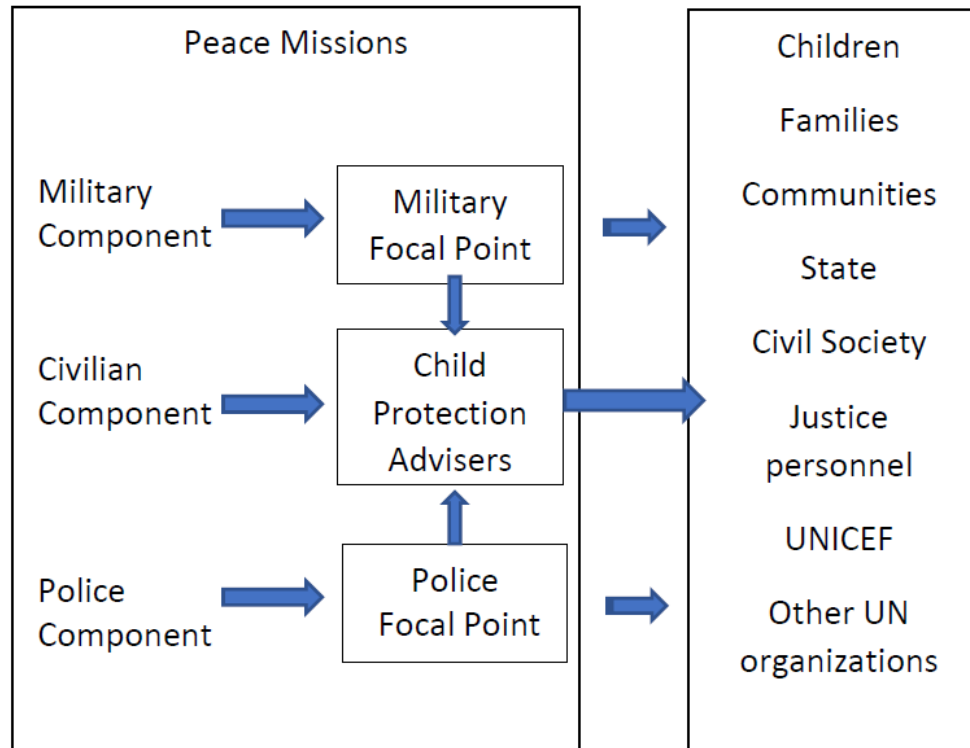 Peace Missions
Military
Component
Military
Focal Point
Civilian
Component
Child
Protection
Advisers
Police
Component
Police
Focal Point
Children
Families
Communities
State
Civil Society
Justice
personnel
UNICEF
Other UN
organizations